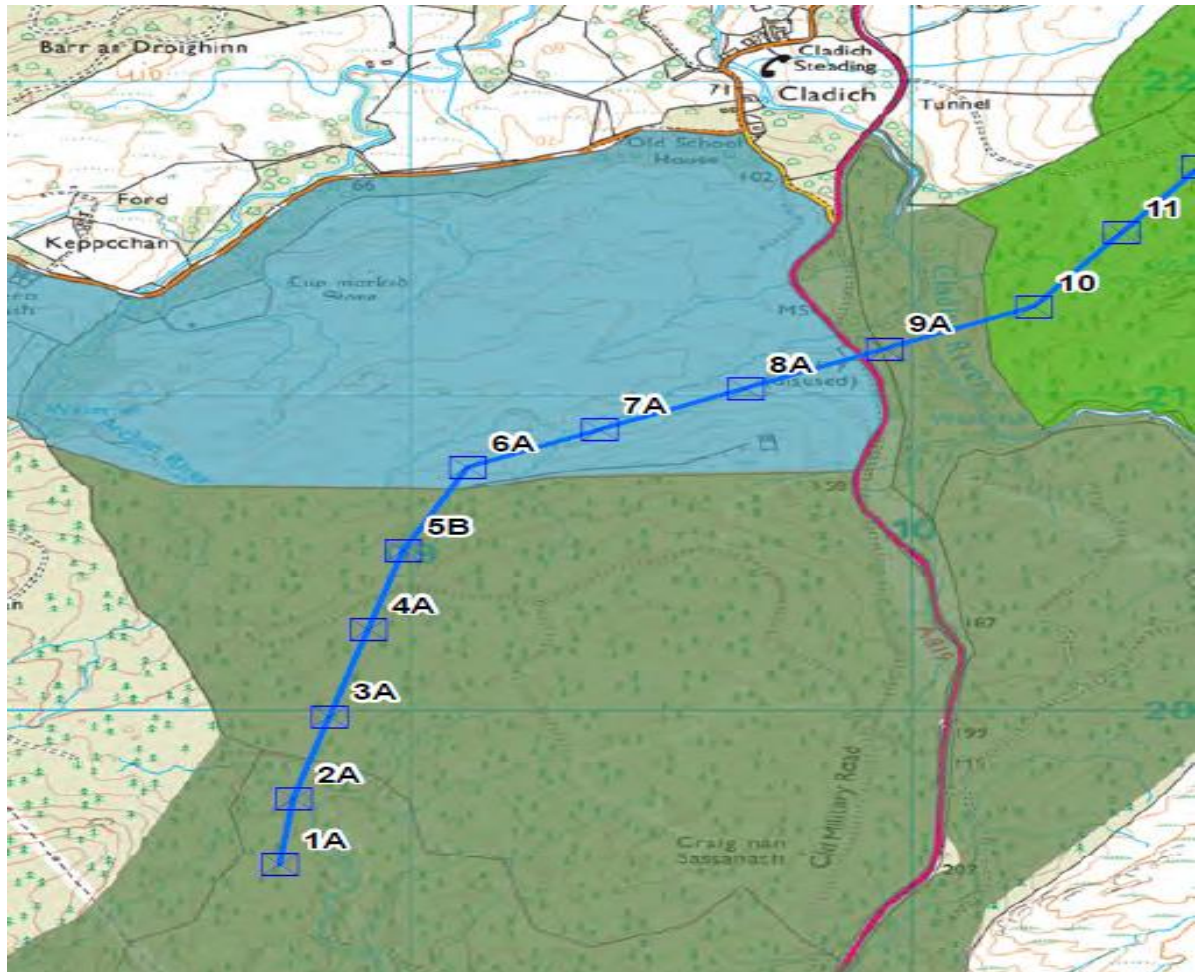 Barr as Droighinn
Cladich
Steading
Cladich
22
71
Tunnel
Old School
House
102
66
Ford
Keppochan
Cup-marked
Stone
MS
11
10
9A
8A
(disused)
21
7A
6A
158
10
5B
4A
187
3A
20
199
2A
Old Military Road
1A
Craig nan
Sassanach
202